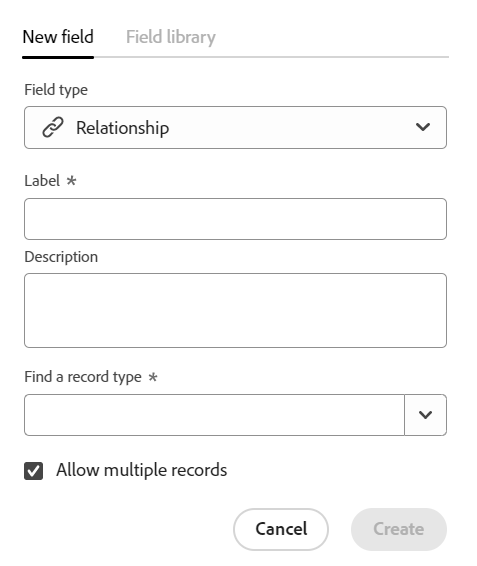 New field Field library
Field type
Relationship
Label *
Description
Find a record type *
Allow multiple records
Cancel Create